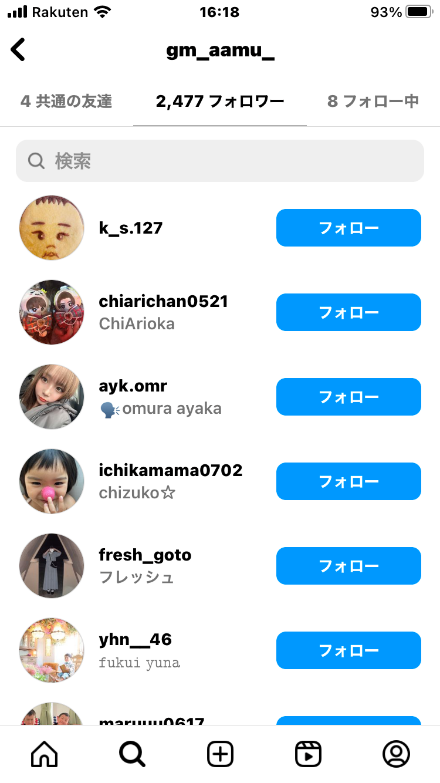 Rakuten 16:18 93%
gm_aamu_
4 共通の友達 2,477 フォロワー 8 フォロー中
検索
k_s.127 フォロー
chiarichan0521
ChiArioka フォロー
ayk.omr
🗣omura ayaka フォロー
ichikamama0702
chizuko☆ フォロー
fresh_goto
フレッシュ フォロー
yhn__46
fukui yuna フォロー
maruuu0617